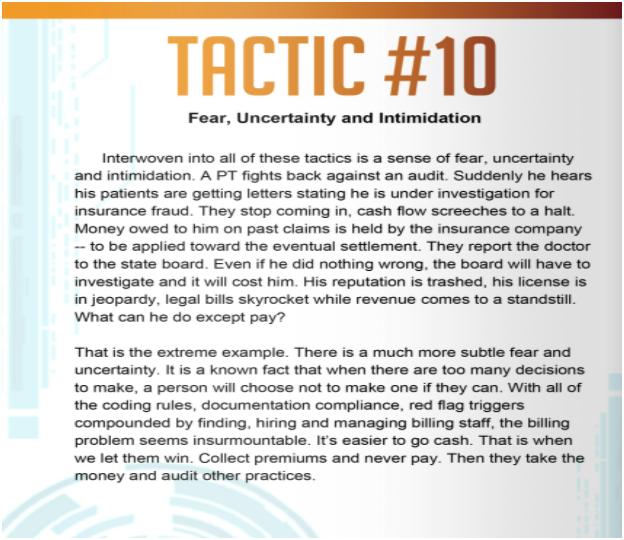 TACTIC #10
Fear, Uncertainty and Intimidation
Interwoven into all of these tactics is a sense of fear, uncertainty
and intimidation. A PT fights back against an audit. Suddenly he hears
his patients are getting letters stating he is under investigation for
insurance fraud. They stop coming in, cash flow screeches to a halt.
Money owed to him on past claims is held by the insurance company
-- to be applied toward the eventual settlement. They report the doctor
to the state board. Even if he did nothing wrong, the board will have to
investigate and it will cost him. His reputation is trashed, his license is
in jeopardy, legal bills skyrocket while revenue comes to a standstill.
What can he do except pay?
That is the extreme example. There is a much more subtle fear and
uncertainty. It is a known fact that when there are too many decisions
to make, a person will choose not to make one if they can. With all of
the coding rules, documentation compliance, red flag triggers
compounded by finding, hiring and managing billing staff, the billing
problem seems insurmountable. It's easier to go cash. That is when
we let them win. Collect premiums and never pay. Then they take the
money and audit other practices.